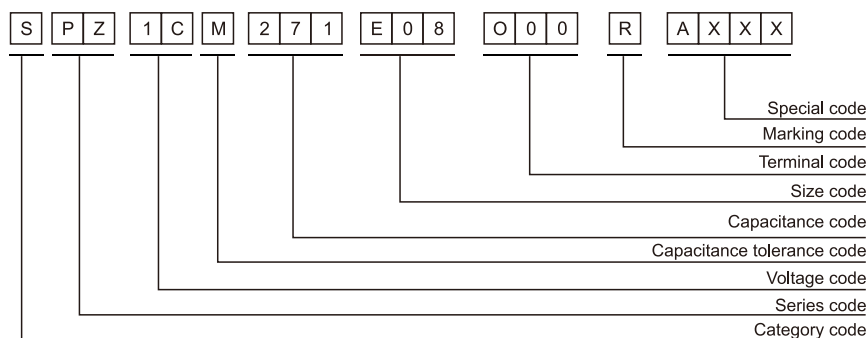 S P Z 1 C M 2 7 1 E 0 8 O 0 0 R A X X X
Special code
Marking code
Terminal code
Size code
Capacitance code
Capacitance tolerance code
Voltage code
Series code
Category code